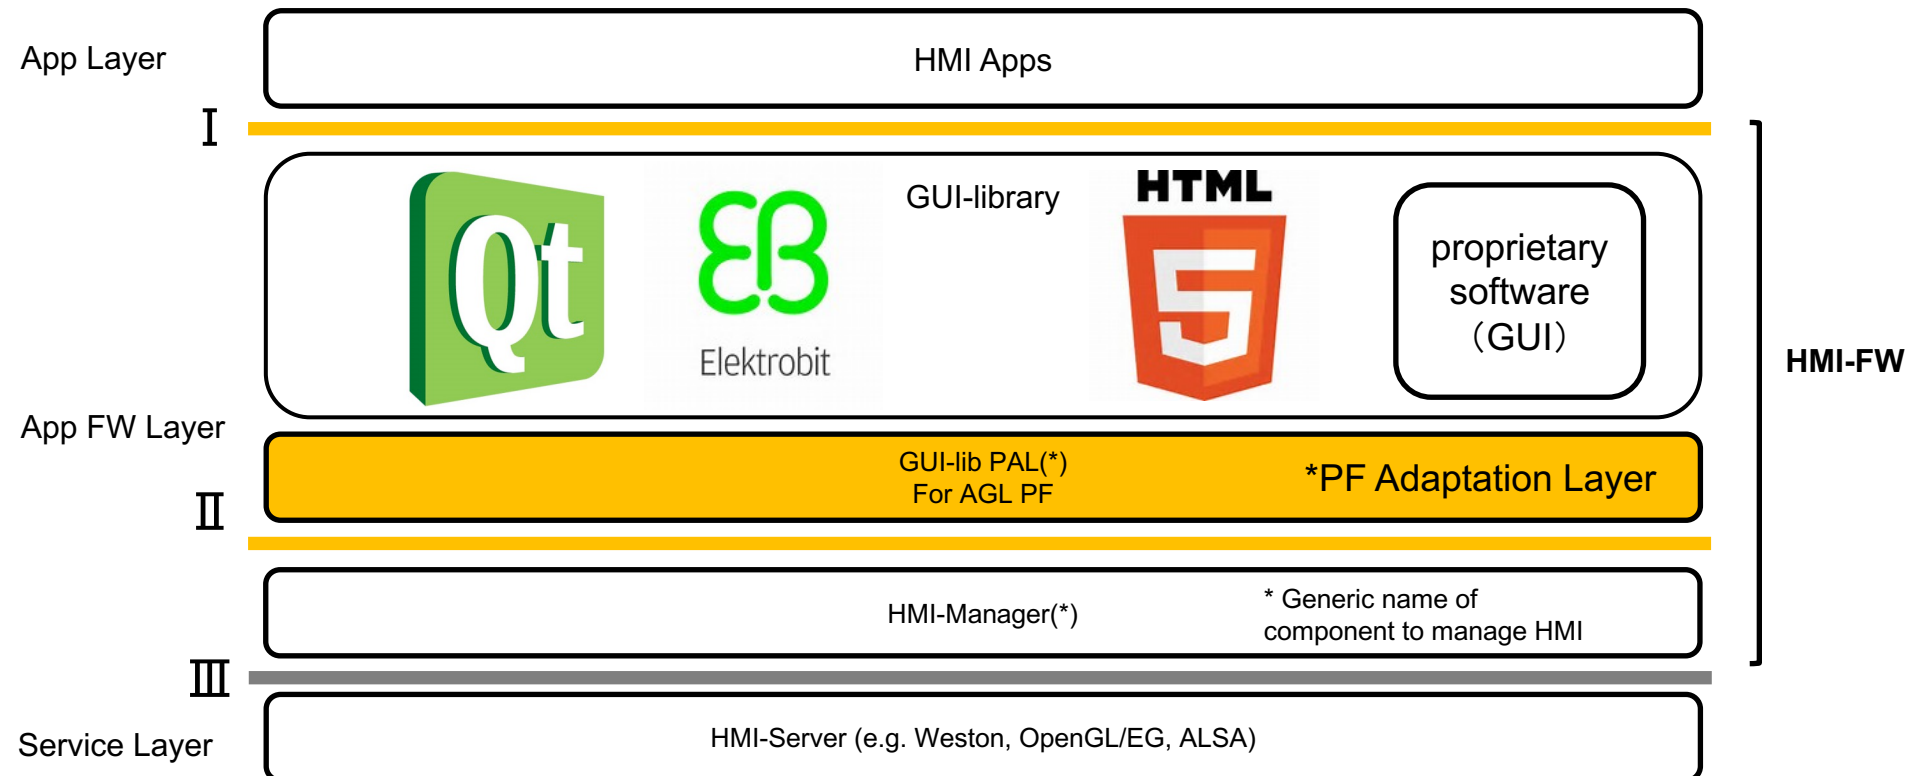 App Layer
HMI Apps
Ⅰ
GUI-library
Qt
EB
Elektrobit
HTML
5
proprietary
software
（GUI）
HMI-FW
App FW Layer
GUI-lib PAL(*)
For AGL PF
*PF Adaptation Layer
Ⅱ
HMI-Manager(*)
* Generic name of
component to manage HMI
Ⅲ
Service Layer
HMI-Server (e.g. Weston, OpenGL/EG, ALSA)